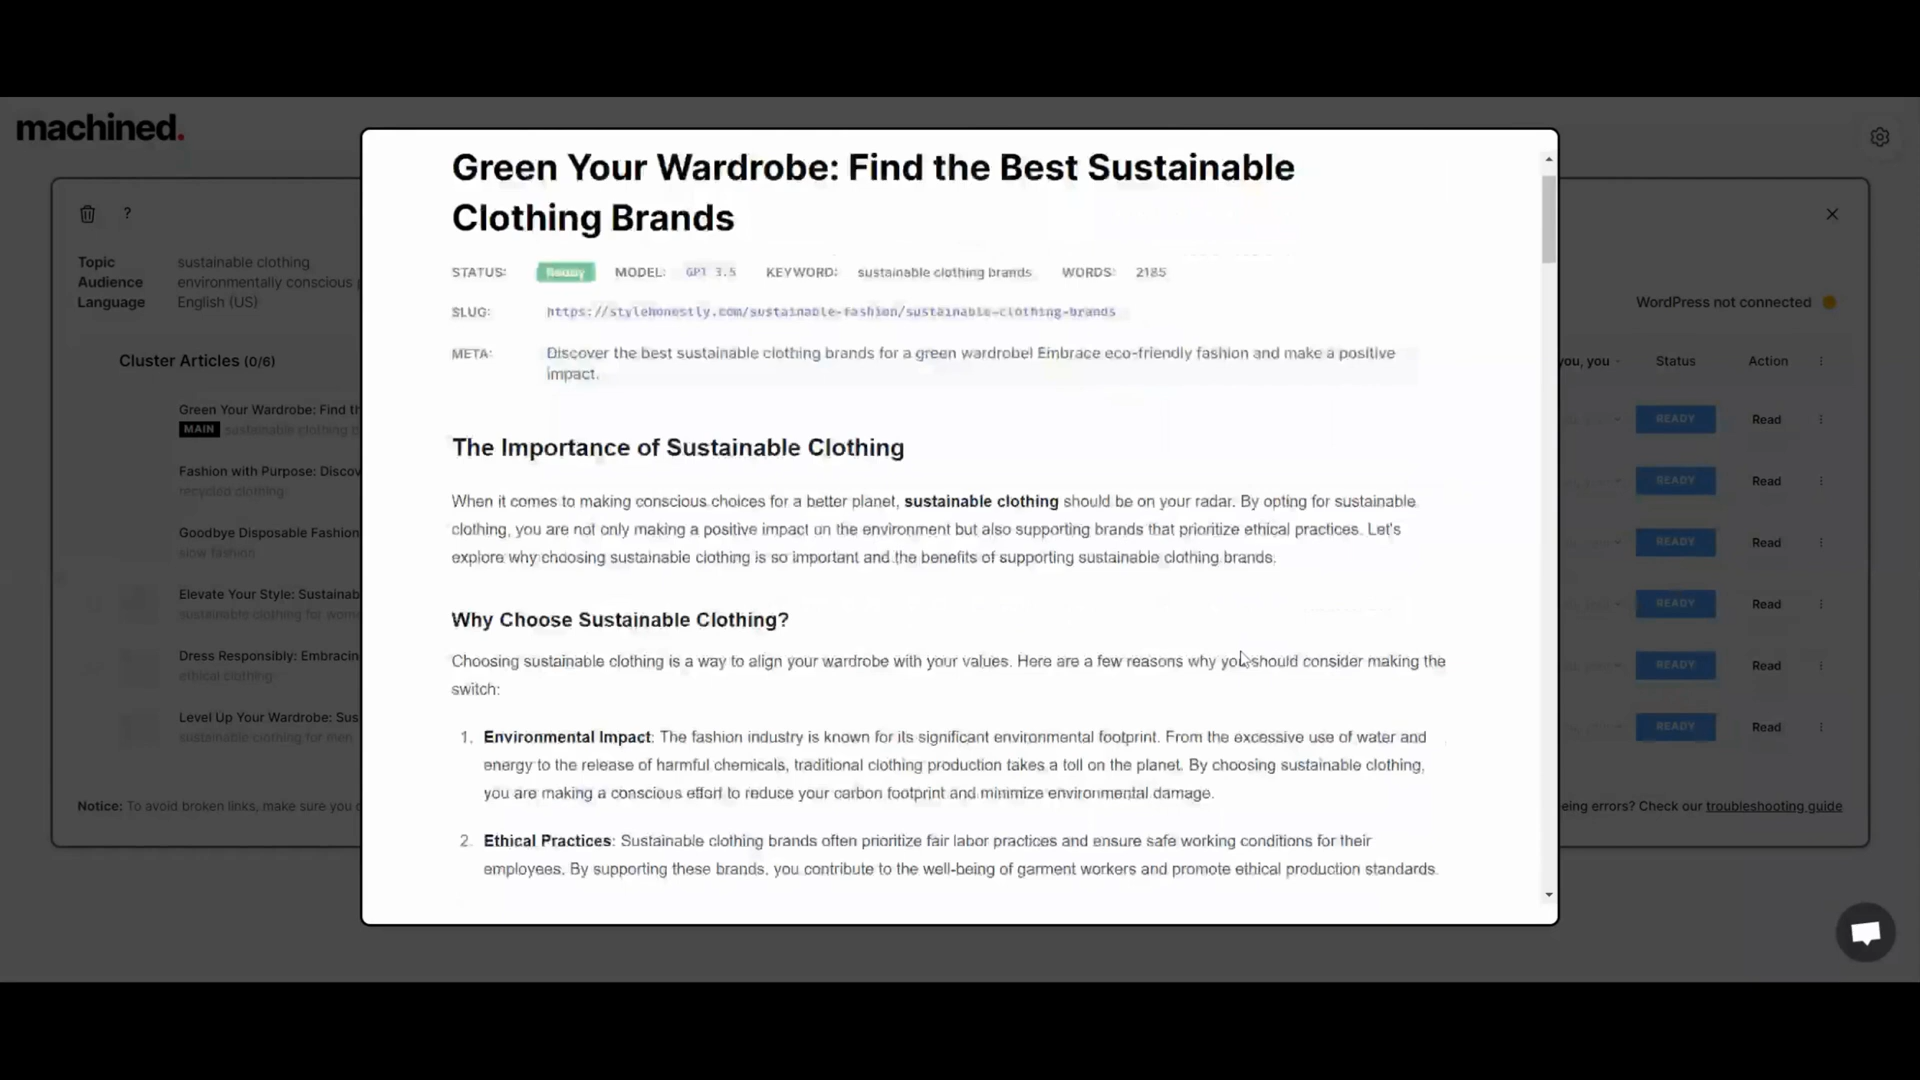 machined.
Green Your Wardrobe: Find the Best Sustainable
Clothing Brands
STATUS: Ready MODEL: GPT 3.5 KEYWORD: sustainable clothing brands WORDS: 2185
SLUG: https://stylehonestly.com/sustainable-fashion/sustainable-clothing-brands
META: Discover the best sustainable clothing brands for a green wardrobe! Embrace eco-friendly fashion and make a positive
impact.
The Importance of Sustainable Clothing
When it comes to making conscious choices for a better planet, sustainable clothing should be on your radar. By opting for sustainable
clothing, you are not only making a positive impact on the environment but also supporting brands that prioritize ethical practices. Let's
explore why choosing sustainable clothing is so important and the benefits of supporting sustainable clothing brands.
Why Choose Sustainable Clothing?
Choosing sustainable clothing is a way to align your wardrobe with your values. Here are a few reasons why you should consider making the
switch:
1. Environmental Impact: The fashion industry is known for its significant environmental footprint. From the excessive use of water and
energy to the release of harmful chemicals, traditional clothing production takes a toll on the planet. By choosing sustainable clothing,
you are making a conscious effort to reduce your carbon footprint and minimize environmental damage.
2. Ethical Practices: Sustainable clothing brands often prioritize fair labor practices and ensure safe working conditions for their
employees. By supporting these brands, you contribute to the well-being of garment workers and promote ethical production standards.
?
Topic sustainable clothing
Audience environmentally conscious
Language English (US)
WordPress not connected
Cluster Articles (0/6)
you, you Status Action
Green Your Wardrobe: Find
MAIN sustainable clothing
READY Read
Fashion with Purpose:
recycled clothing
READY Read
Goodbye Disposable Fashion
slow fashion
READY Read
Elevate Your Style:
sustainable clothing for
READY Read
Dress Responsibly:
ethical clothing
READY Read
Level Up Your Wardrobe:
sustainable clothing for men
READY Read
Notice: To avoid broken links, make sure you
errors? Check our troubleshooting guide